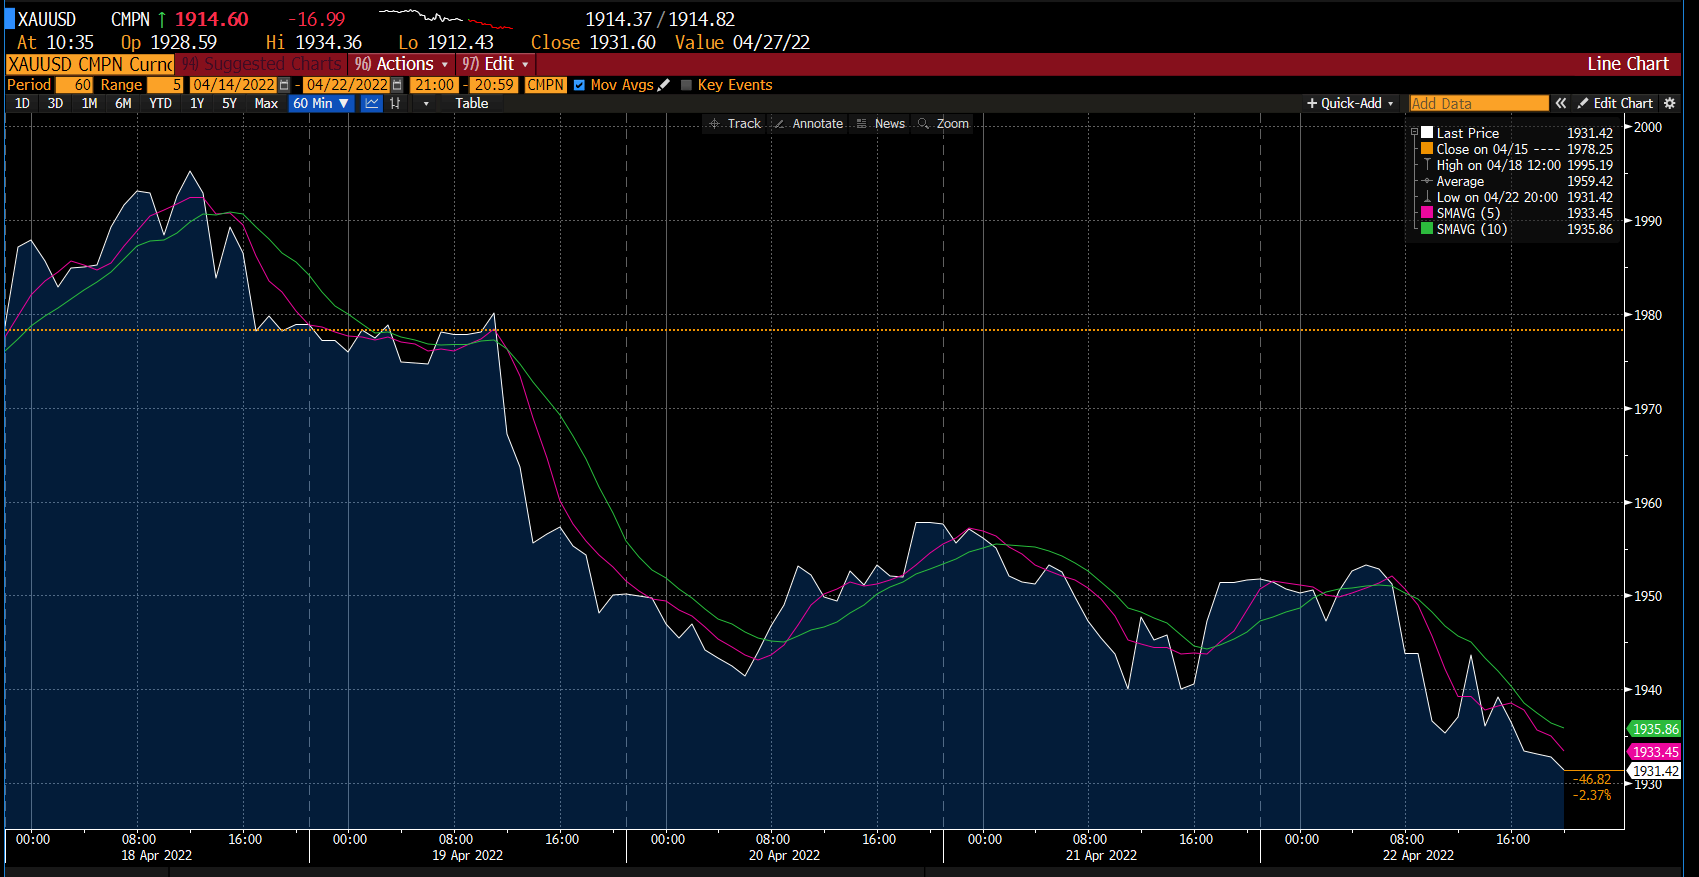 XAUUSD CMPN ↑ 1914.60 -16.99 1914.37 / 1914.82
At 10:35 Op 1928.59 Hi 1934.36 Lo 1912.43 Close 1931.60 Value 04/27/22
XAUUSD CMPN Curnc 94) Suggested Charts 96) Actions 97) Edit Line Chart
Period 60 Range 5 04/14/2022 - 04/22/2022 21:00 - 20:59 CMPN Mov Avgs Key Events
1D 3D 1M 6M YTD 1Y 5Y Max 60 Min ▼ Table + Quick-Add Add Data « Edit Chart
Track Annotate News Zoom
Last Price 1931.42
Close on 04/15 ---- 1978.25
High on 04/18 12:00 1995.19
Average 1959.42
Low on 04/22 20:00 1931.42
SMAVG (5) 1933.45
SMAVG (10) 1935.86
2000
1990
1980
1970
1960
1950
1940
1935.86
1933.45
1931.42
-46.82
1930
-2.37%
00:00 08:00 16:00 00:00 08:00 16:00 00:00 08:00 16:00 00:00 08:00 16:00 00:00 08:00 16:00
18 Apr 2022 19 Apr 2022 20 Apr 2022 21 Apr 2022 22 Apr 2022